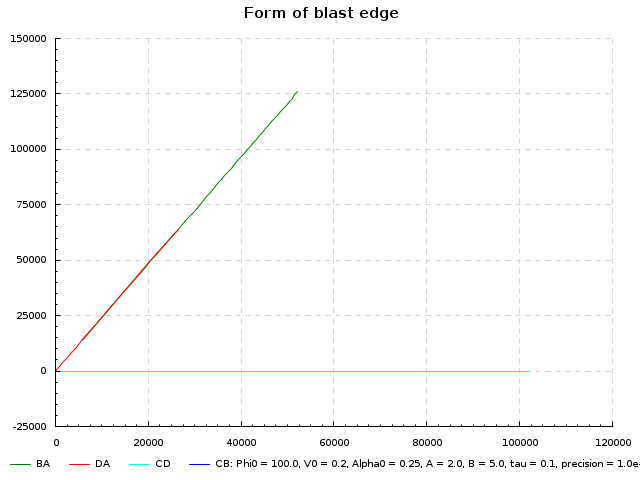 Form of blast edge
150000
125000
100000
75000
50000
25000
0
-25000
0 20000 40000 60000 80000 100000 120000
BA DA CD CB: Phi0 = 100.0, V0 = 0.2, Alpha0 = 0.25, A = 2.0, B = 5.0, tau = 0.1, precision = 1.0e-